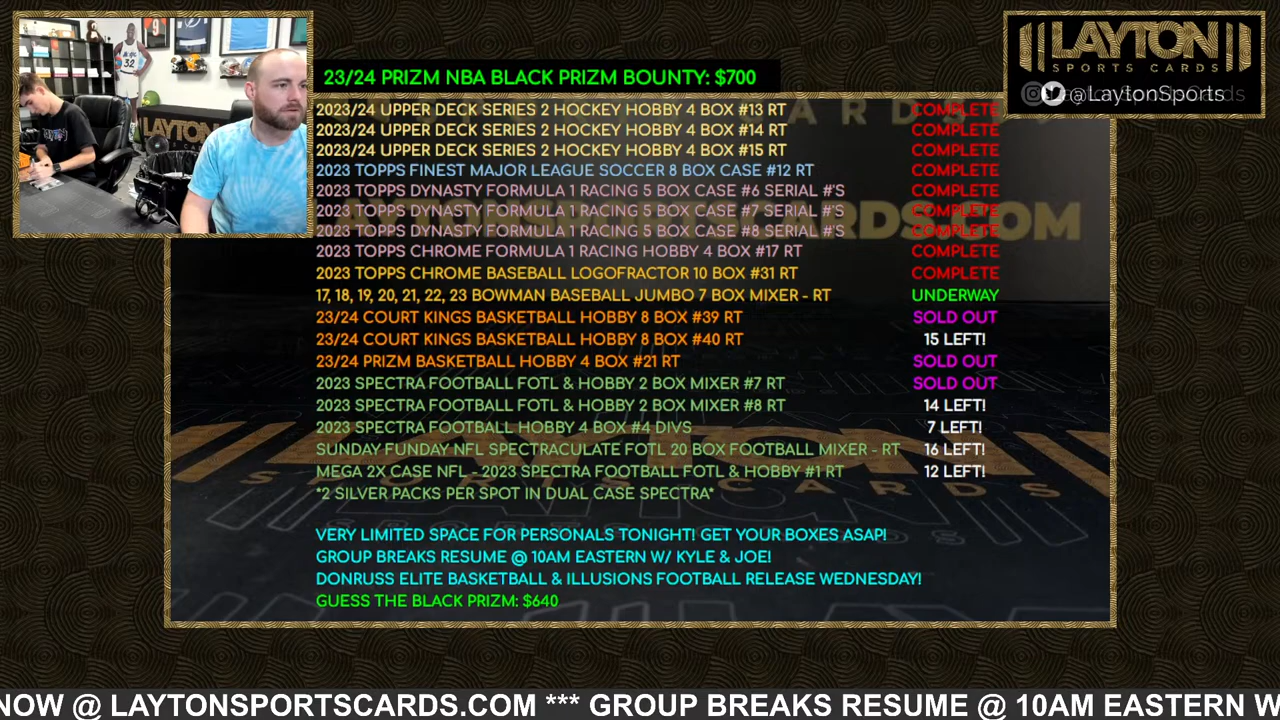 LAYTON
SPORTS CARDS
@LaytonSports
32
9
LAYTON
23/24 PRIZM NBA BLACK PRIZM BOUNTY: $700
2023/24 UPPER DECK SERIES 2 HOCKEY HOBBY 4 BOX #13 RT COMPLETE
2023/24 UPPER DECK SERIES 2 HOCKEY HOBBY 4 BOX #14 RT COMPLETE
2023/24 UPPER DECK SERIES 2 HOCKEY HOBBY 4 BOX #15 RT COMPLETE
2023 TOPPS FINEST MAJOR LEAGUE SOCCER 8 BOX CASE #12 RT COMPLETE
2023 TOPPS DYNASTY FORMULA 1 RACING 5 BOX CASE #6 SERIAL #'S COMPLETE
2023 TOPPS DYNASTY FORMULA 1 RACING 5 BOX CASE #7 SERIAL #'S COMPLETE
2023 TOPPS DYNASTY FORMULA 1 RACING 5 BOX CASE #8 SERIAL #'S COMPLETE
2023 TOPPS CHROME FORMULA 1 RACING HOBBY 4 BOX #17 RT COMPLETE
2023 TOPPS CHROME BASEBALL LOGOFRACTOR 10 BOX #31 RT COMPLETE
17, 18, 19, 20, 21, 22, 23 BOWMAN BASEBALL JUMBO 7 BOX MIXER - RT UNDERWAY
23/24 COURT KINGS BASKETBALL HOBBY 8 BOX #39 RT SOLD OUT
23/24 COURT KINGS BASKETBALL HOBBY 8 BOX #40 RT 15 LEFT!
23/24 PRIZM BASKETBALL HOBBY 4 BOX #21 RT SOLD OUT
2023 SPECTRA FOOTBALL FOTL & HOBBY 2 BOX MIXER #7 RT SOLD OUT
2023 SPECTRA FOOTBALL FOTL & HOBBY 2 BOX MIXER #8 RT 14 LEFT!
2023 SPECTRA FOOTBALL HOBBY 4 BOX #4 DIVS 7 LEFT!
SUNDAY FUNDAY NFL SPECTRACULATE FOTL 20 BOX FOOTBALL MIXER - RT 16 LEFT!
MEGA 2X CASE NFL - 2023 SPECTRA FOOTBALL FOTL & HOBBY #1 RT 12 LEFT!
*2 SILVER PACKS PER SPOT IN DUAL CASE SPECTRA*
VERY LIMITED SPACE FOR PERSONALS TONIGHT! GET YOUR BOXES ASAP!
GROUP BREAKS RESUME @ 10AM EASTERN W/ KYLE & JOE!
DONRUSS ELITE BASKETBALL & ILLUSIONS FOOTBALL RELEASE WEDNESDAY!
GUESS THE BLACK PRIZM: $640
NOW @ LAYTONSPORTSCARDS.COM *** GROUP BREAKS RESUME @ 10AM EASTERN W